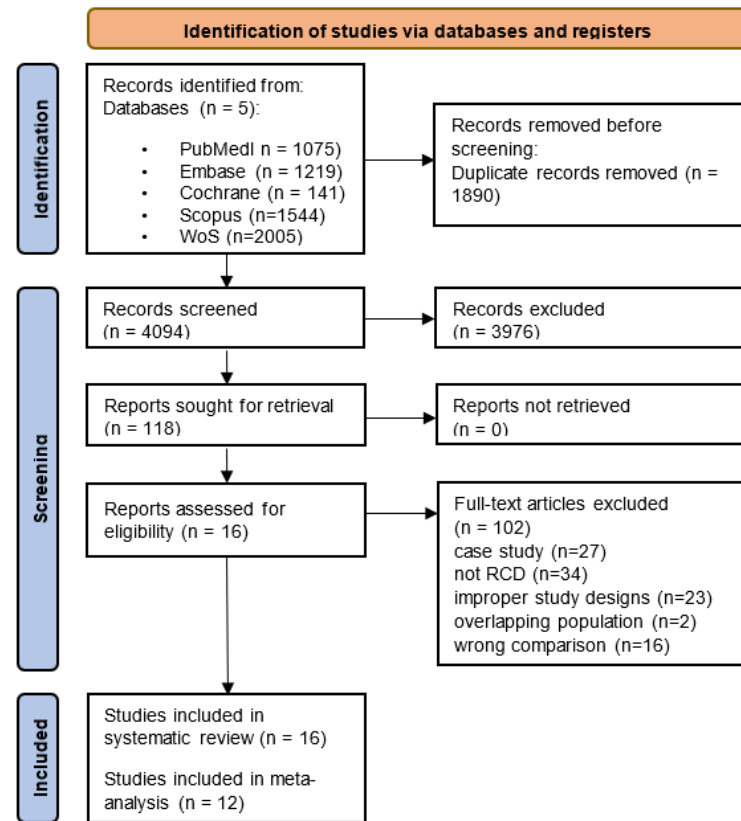 Identification of studies via databases and registers
Identification
Records identified from:
Databases (n = 5):
• PubMedI n = 1075)
• Embase (n = 1219)
• Cochrane (n = 141)
• Scopus (n=1544)
• WoS (n=2005)
Records removed before
screening:
Duplicate records removed (n =
1890)
Screening
Records screened
(n = 4094)
Records excluded
(n = 3976)
Reports sought for retrieval
(n = 118)
Reports not retrieved
(n = 0)
Reports assessed for
eligibility (n = 16)
Full-text articles excluded
(n = 102)
case study (n=27)
not RCD (n=34)
improper study designs (n=23)
overlapping population (n=2)
wrong comparison (n=16)
Included
Studies included in
systematic review (n = 16)
Studies included in meta-
analysis (n = 12)